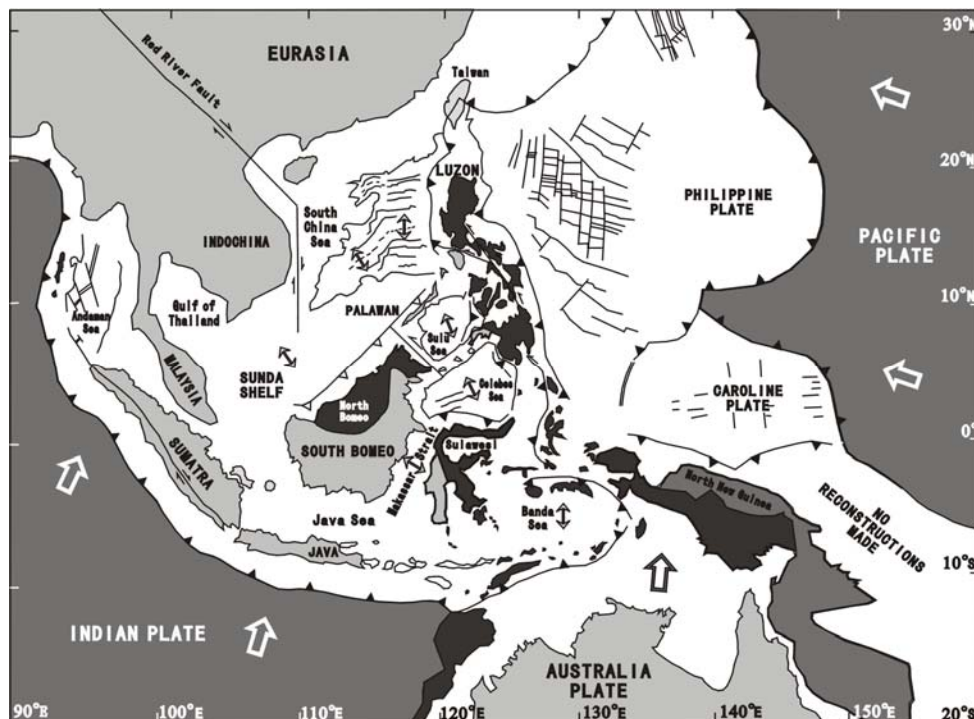 30°N
EURASIA
Red River Fault
Taiwan
20°N
LUZON
PHILIPPINE
PLATE
South
China
Sea
INDOCHINA
PACIFIC
PLATE
PALAWAN
Gulf of
Thailand
10°N
Andaman
Sea
Sulu
Sea
MALAYSIA
SUNDA
SHELF
Celebes
Sea
CAROLINE
PLATE
North
Borneo
0°
SOUTH BOMEO
Makassari Strait
Sulawesi
SUMATRA
North New Guinea
NO
RECONSTRUCTIONS
MADE
Java Sea
Banda
Sea
JAVA
10°S
INDIAN PLATE
AUSTRALIA
PLATE
90°B
100°E
110°E
120°E
130°E
140°E
150°E
20°S